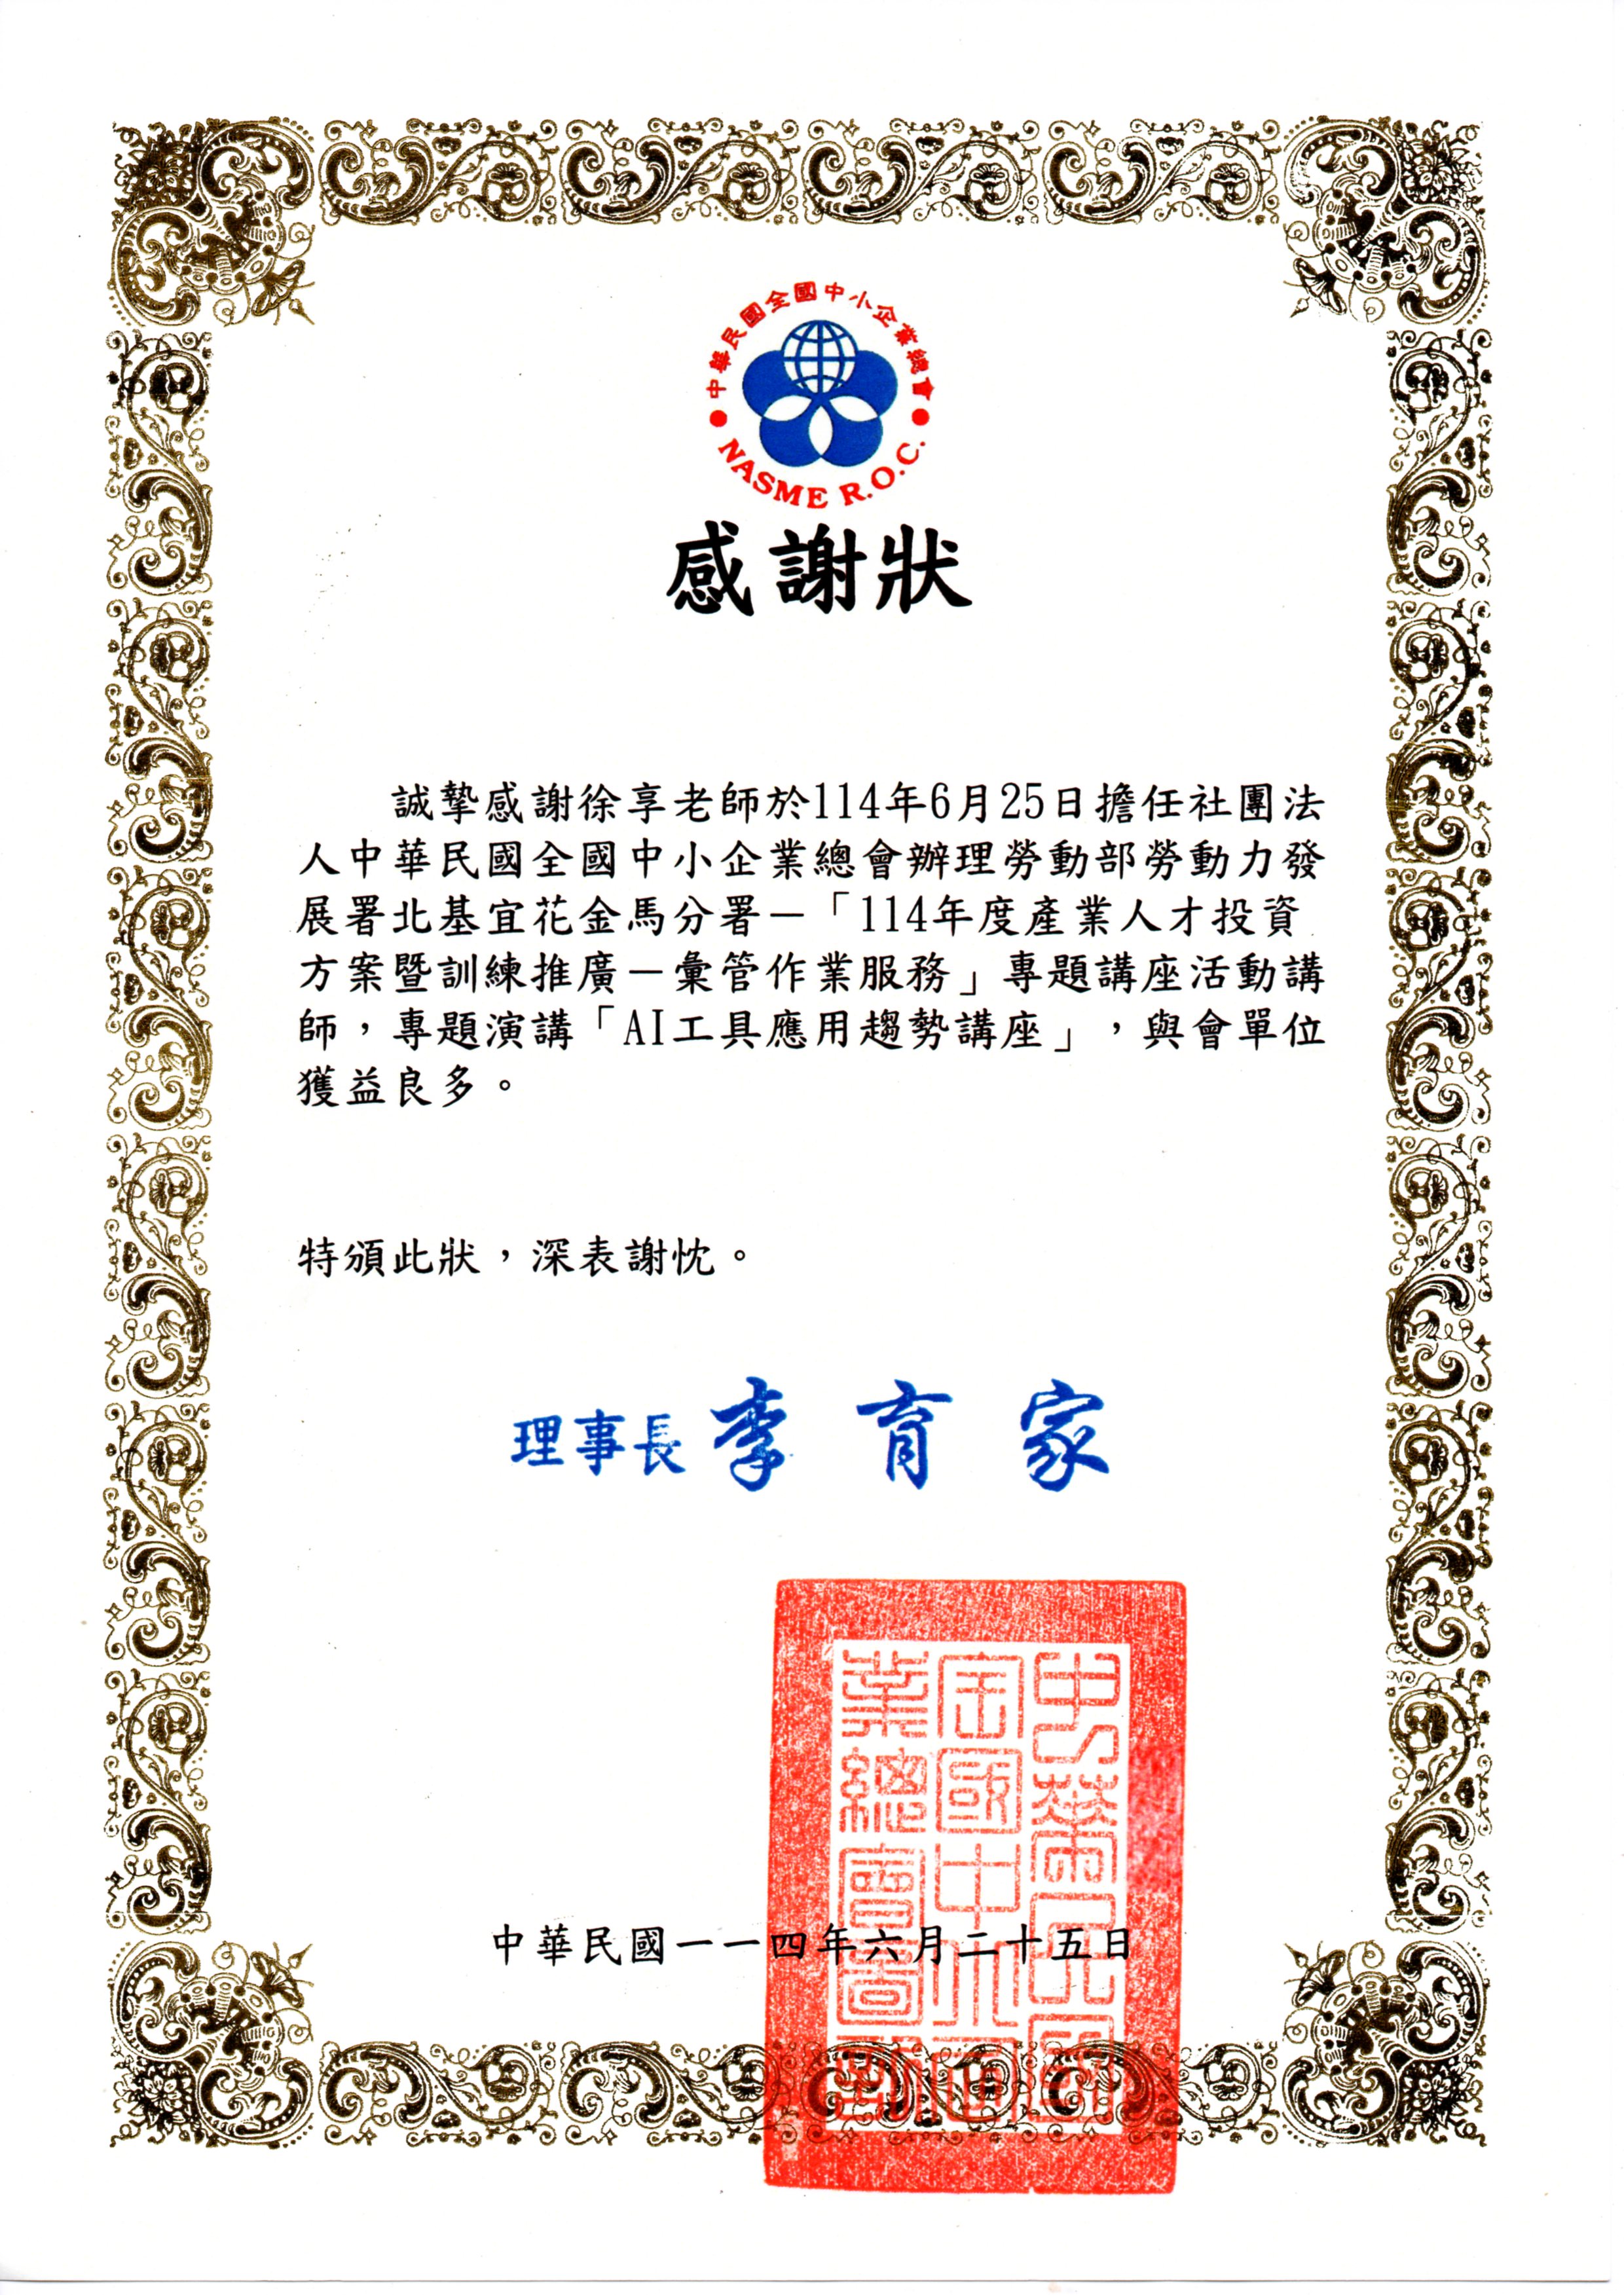 中華民國全國中小企業總會
NASME R.O.C.
感謝狀
誠摯感謝徐享老師於114年6月25日擔任社團法
人中華民國全國中小企業總會辦理勞動部勞動力發
展署北基宜花金馬分署－「114年度產業人才投資
方案暨訓練推廣－彙管作業服務」專題講座活動講
師，專題演講「AI工具應用趨勢講座」，與會單位
獲益良多。
特頒此狀，深表謝忱。
理事長 李育家
中華民國一一四年六月二十五日
中華民國
全國中小企
業總會圖記